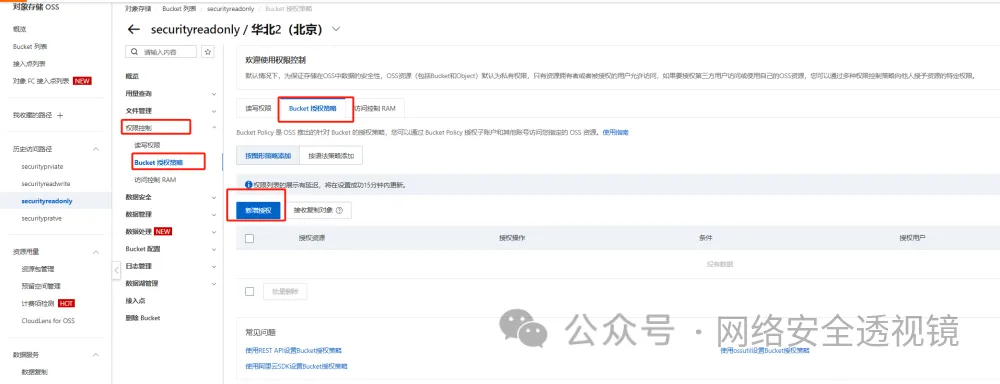 对象存储 OSS
概览
Bucket 列表
接入点列表
对象 FC 接入点列表 NEW
我收藏的路径 +
历史访问路径
securityprviate
securityreadwrite
securityreadonly
securitypratve
资源用量
资源包管理
预留空间管理
计费项检测 HOT
CloudLens for OSS
数据服务
数据复制
对象存储 Bucket 列表 / securityreadonly / Bucket 授权策略
← securityreadonly / 华北2（北京）
请输入内容
概览
用量查询
文件管理
权限控制
读写权限
Bucket 授权策略
访问控制 RAM
数据安全
数据管理
数据处理 NEW
Bucket 配置
日志管理
数据湖管理
接入点
删除 Bucket
欢迎使用权限控制
默认情况下，为保证存储在OSS中数据的安全性，OSS资源（包括Bucket和Object）默认为私有权限，只有资源拥有者或者被授权的用户允许访问，如果要授权第三方用户访问或使用自己的OSS资源，您可以通过多种权限控制策略向他人授予资源的特定权限。
读写权限 Bucket 授权策略 访问控制 RAM
Bucket Policy 是 OSS 推出的针对 Bucket 的授权策略，您可以通过 Bucket Policy 授权子账户和其他账号访问您指定的 OSS 资源。使用指南
按图形策略添加 按语法策略添加
权限列表的展示有延迟，将在设置成功15分钟内更新。
新增授权 接收复制对象
授权资源 授权操作 条件 授权用户
没有数据
批量删除
常见问题
使用REST API设置Bucket授权策略 使用ossutil设置Bucket授权策略
使用阿里云SDK设置Bucket授权策略
公众号 · 网络安全透视镜